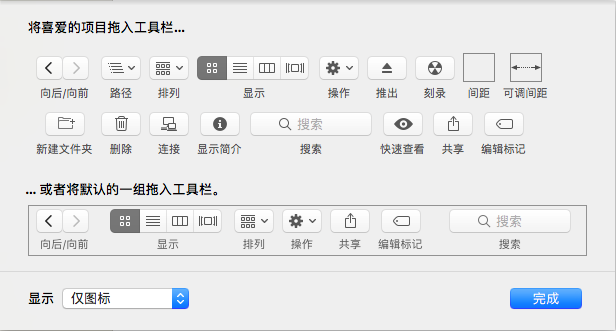 将喜爱的项目拖入工具栏...
向后/向前 路径 排列 显示 操作 推出 刻录 间距 可调间距
搜索
新建文件夹 删除 连接 显示简介 搜索 快速查看 共享 编辑标记
... 或者将默认的一组拖入工具栏。
搜索
向后/向前 显示 排列 操作 共享 编辑标记 搜索
显示 仅图标 完成